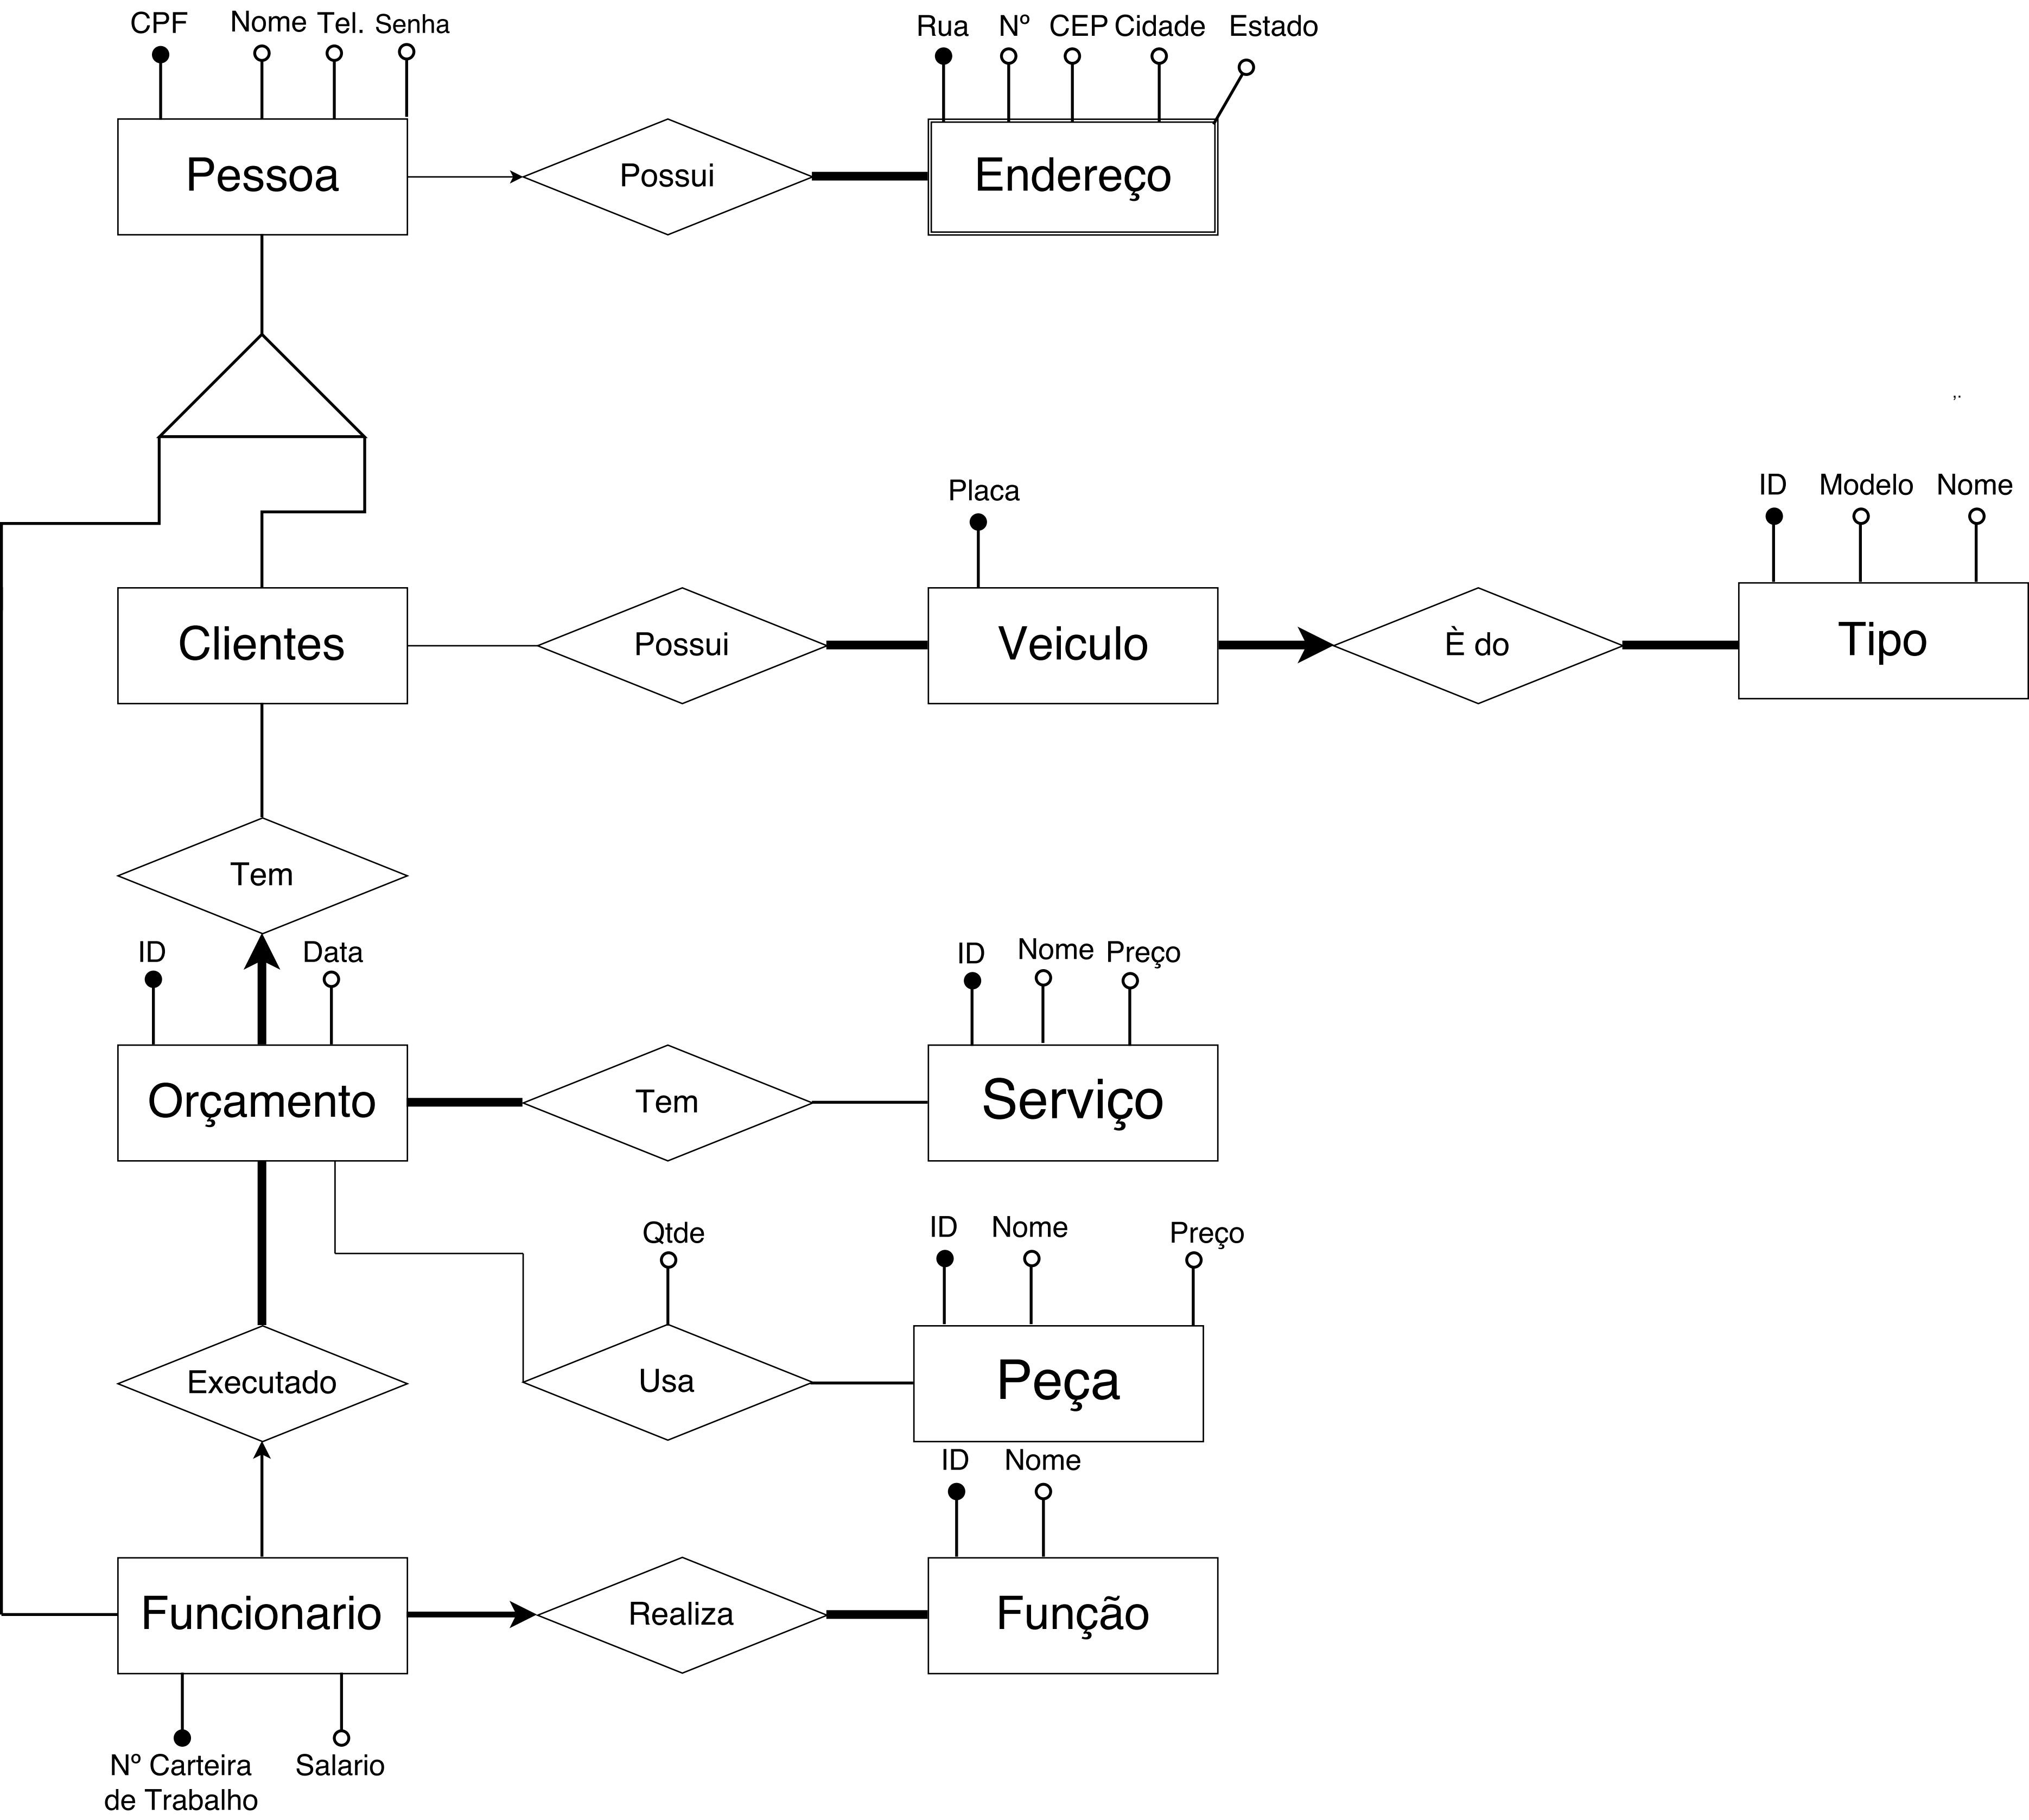 CPF Nome Tel. Senha
Rua Nº CEP Cidade Estado
Pessoa
Possui
Endereço
,.
Placa
ID Modelo Nome
Clientes
Possui
Veiculo
È do
Tipo
Tem
ID Data
ID Nome Preço
Orçamento
Tem
Serviço
Qtde
ID Nome Preço
Executado
Usa
Peça
ID Nome
Funcionario
Realiza
Função
Nº Carteira
de Trabalho
Salario